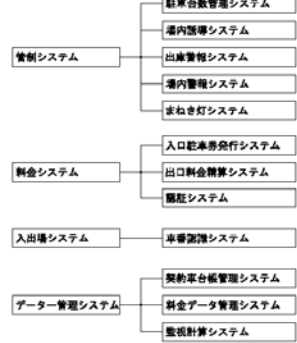 駐車台数管理システム
場内誘導システム
管制システム
出庫警報システム
場内警報システム
まねき灯システム
入口駐車券発行システム
料金システム
出口料金精算システム
認証システム
入出場システム
車番認識システム
契約車台帳管理システム
データー管理システム
料金データ管理システム
監視計算システム